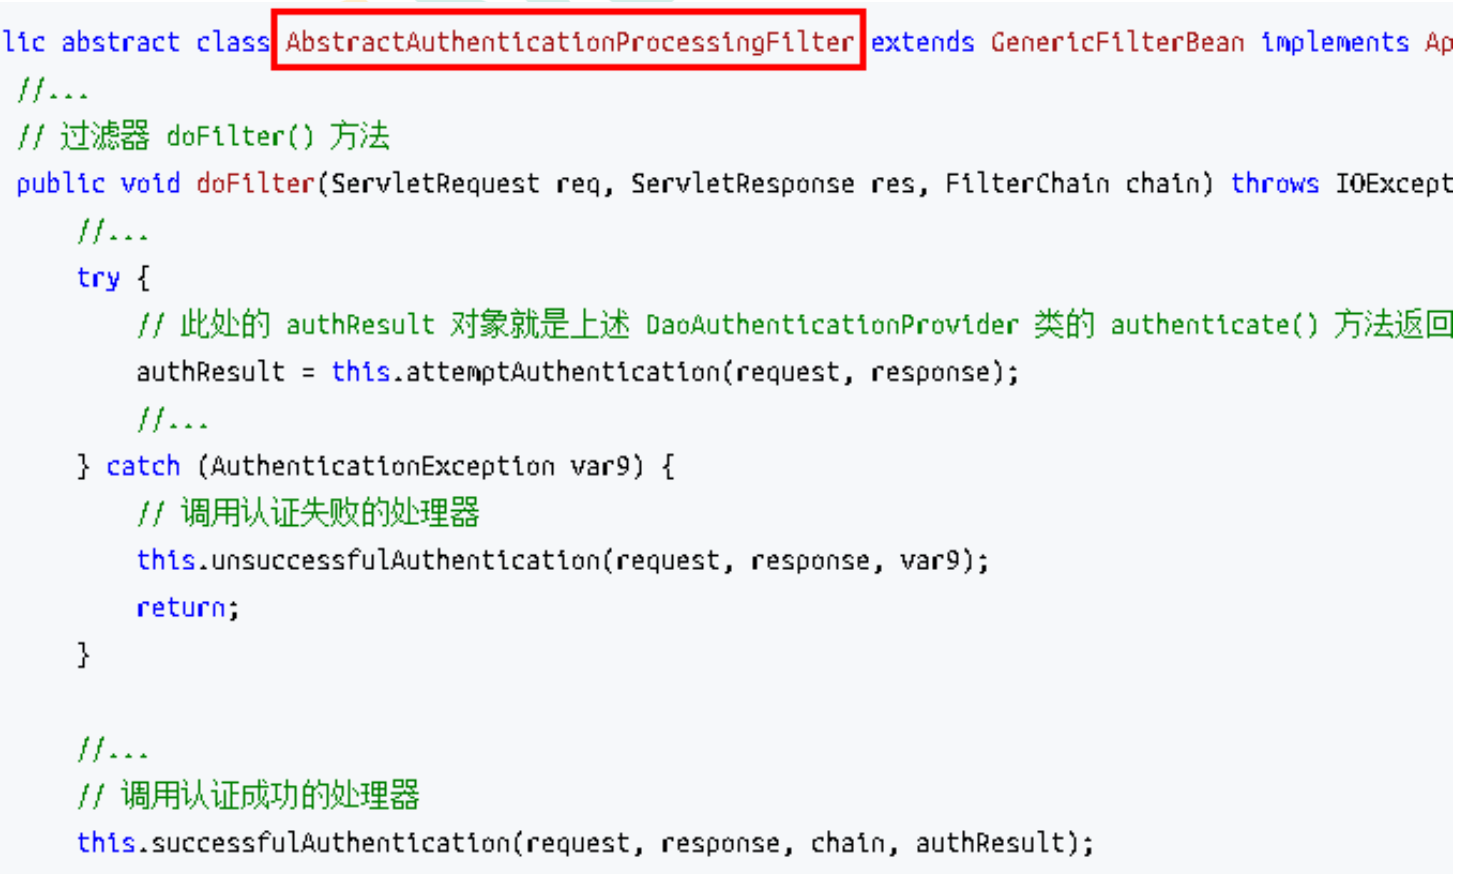 lic abstract class AbstractAuthenticationProcessingFilter extends GenericFilterBean implements Ap
//...
// 过滤器 doFilter() 方法
public void doFilter(ServletRequest req, ServletResponse res, FilterChain chain) throws IOExcept
//...
try {
// 此处的 authResult 对象就是上述 DaoAuthenticationProvider 类的 authenticate() 方法返回
authResult = this.attemptAuthentication(request, response);
//...
} catch (AuthenticationException var9) {
// 调用认证失败的处理器
this.unsuccessfulAuthentication(request, response, var9);
return;
}
//...
// 调用认证成功的处理器
this.successfulAuthentication(request, response, chain, authResult);